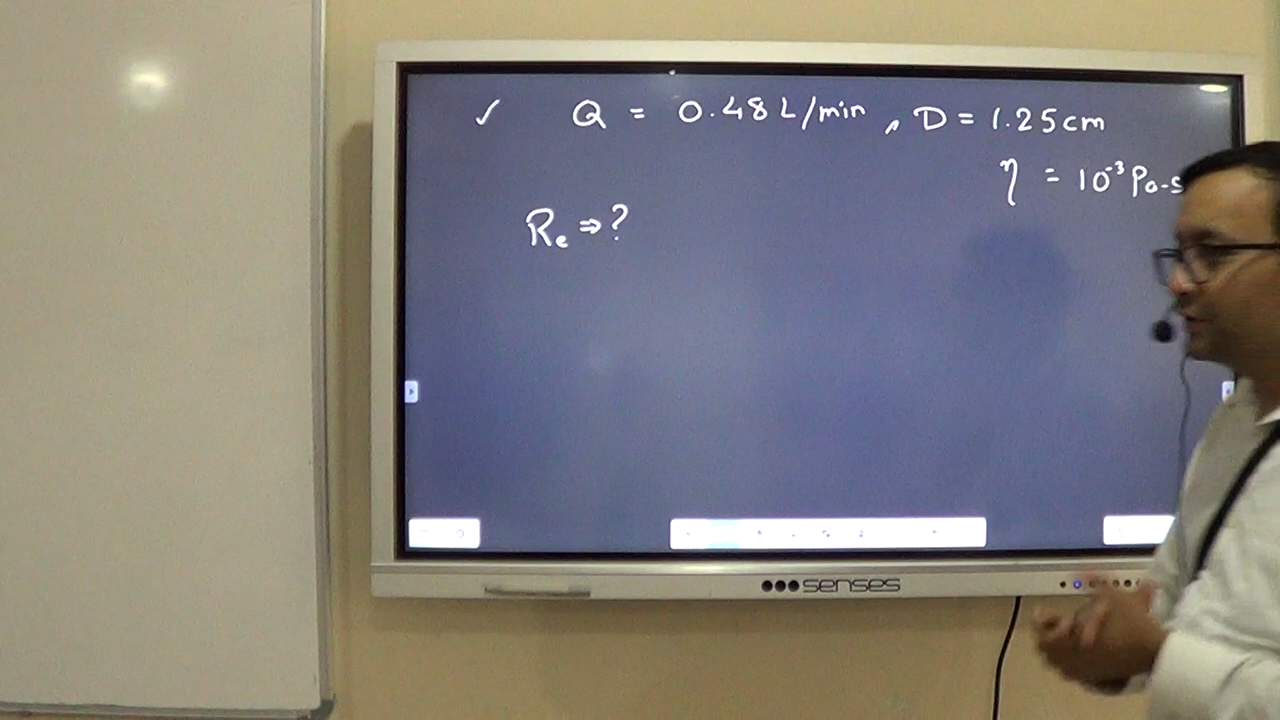 ✓ Q = 0.48 L/min , D = 1.25 cm
η = 10⁻³ Pa-s
Re ⇒ ?
senses